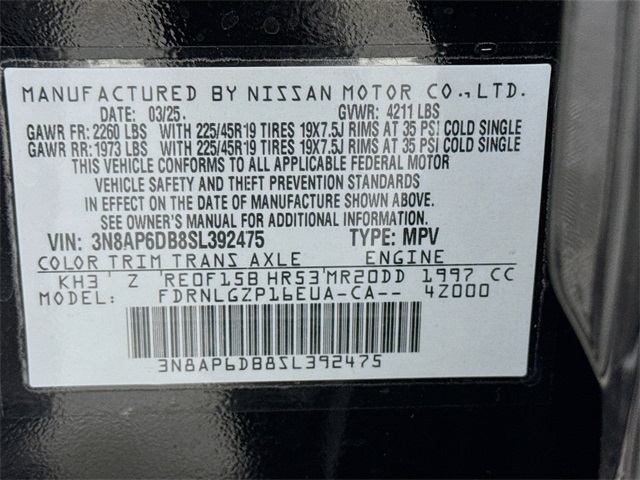 MANUFACTURED BY NISSAN MOTOR CO., LTD.
DATE: 03/25. GVWR: 4211 LBS
GAWR FR: 2260 LBS WITH 225/45R19 TIRES 19X7.5J RIMS AT 35 PSI COLD SINGLE
GAWR RR: 1973 LBS WITH 225/45R19 TIRES 19X7.5J RIMS AT 35 PSI COLD SINGLE
THIS VEHICLE CONFORMS TO ALL APPLICABLE FEDERAL MOTOR
VEHICLE SAFETY AND THEFT PREVENTION STANDARDS
IN EFFECT ON THE DATE OF MANUFACTURE SHOWN ABOVE.
SEE OWNER'S MANUAL FOR ADDITIONAL INFORMATION.
VIN: 3N8AP6DB8SL392475 TYPE: MPV
COLOR TRIM TRANS AXLE ENGINE
KH3 Z RE0F15B HR53 MR20DD 1997 CC
MODEL: FDRNLGZP16EUA-CA-- 4Z000
3N8AP6DB8SL392475